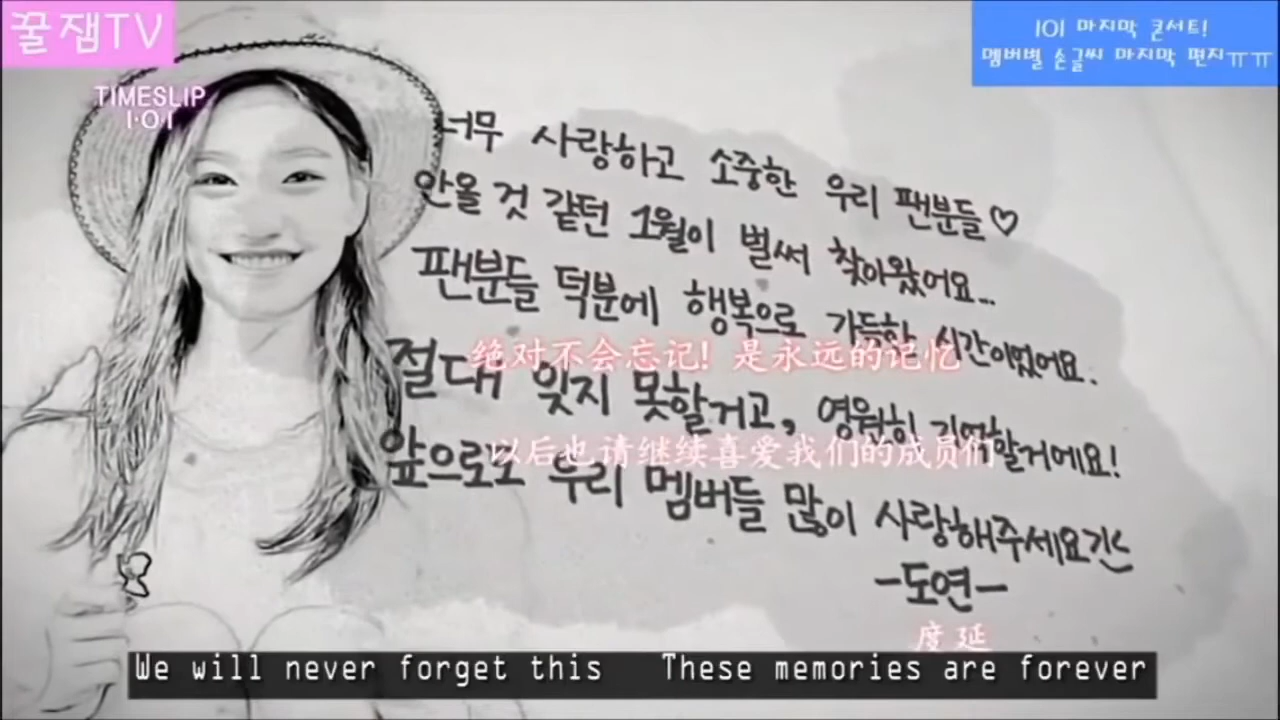 꿀잼TV
IOI 마지막 콘서트!
멤버별 손글씨 마지막 편지ㅠㅠ
TIMESLIP
I·O·I
너무 사랑하고 소중한 우리 팬분들♡
안올 것 같던 1월이 벌써 찾아왔어요...
팬분들 덕분에 행복으로 가득한 시간이었어요.
绝对不会忘记! 是永远的记忆
절대 잊지 못할거고, 영원히 기억할거에요!
以后也请继续喜爱我们的成员们
앞으로도 우리 멤버들 많이 사랑해주세요
-도연-
度延
We will never forget this These memories are forever